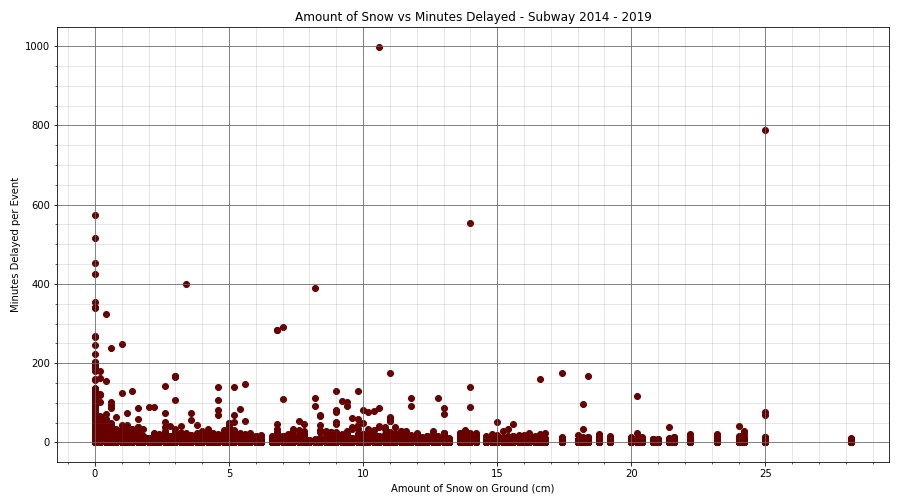 Amount of Snow vs Minutes Delayed - Subway 2014 - 2019
1000
800
600
400
200
0
Minutes Delayed per Event
0 5 10 15 20 25
Amount of Snow on Ground (cm)